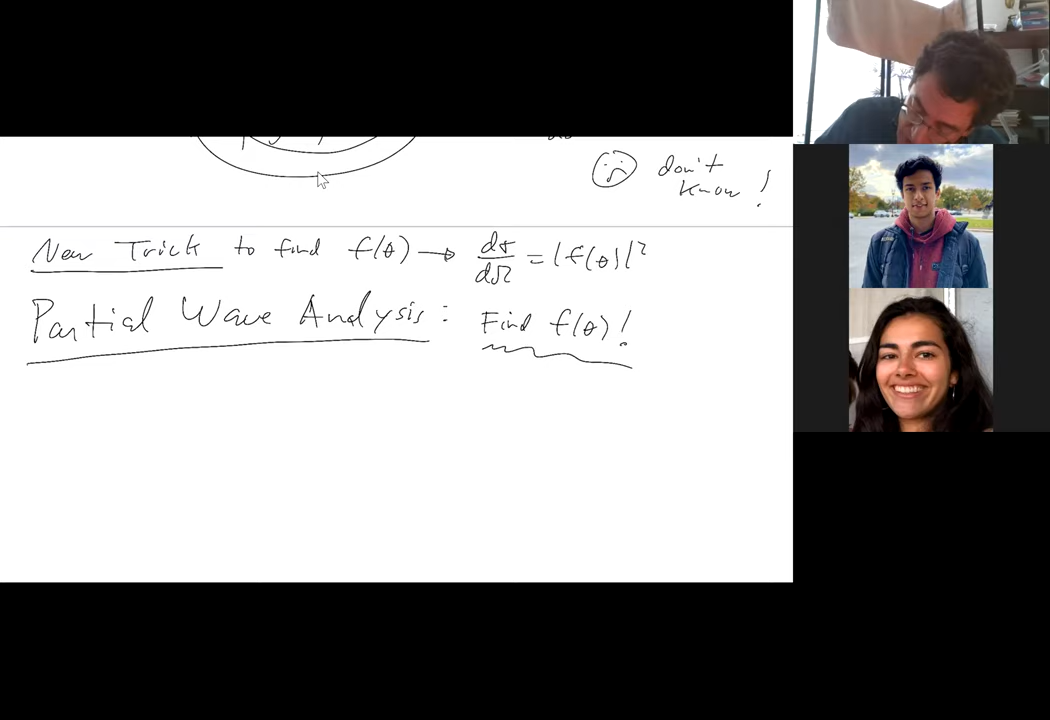 don't
know!
New Trick to find f(θ) → dσ/dΩ = |f(θ)|²
Partial Wave Analysis: Find f(θ)!